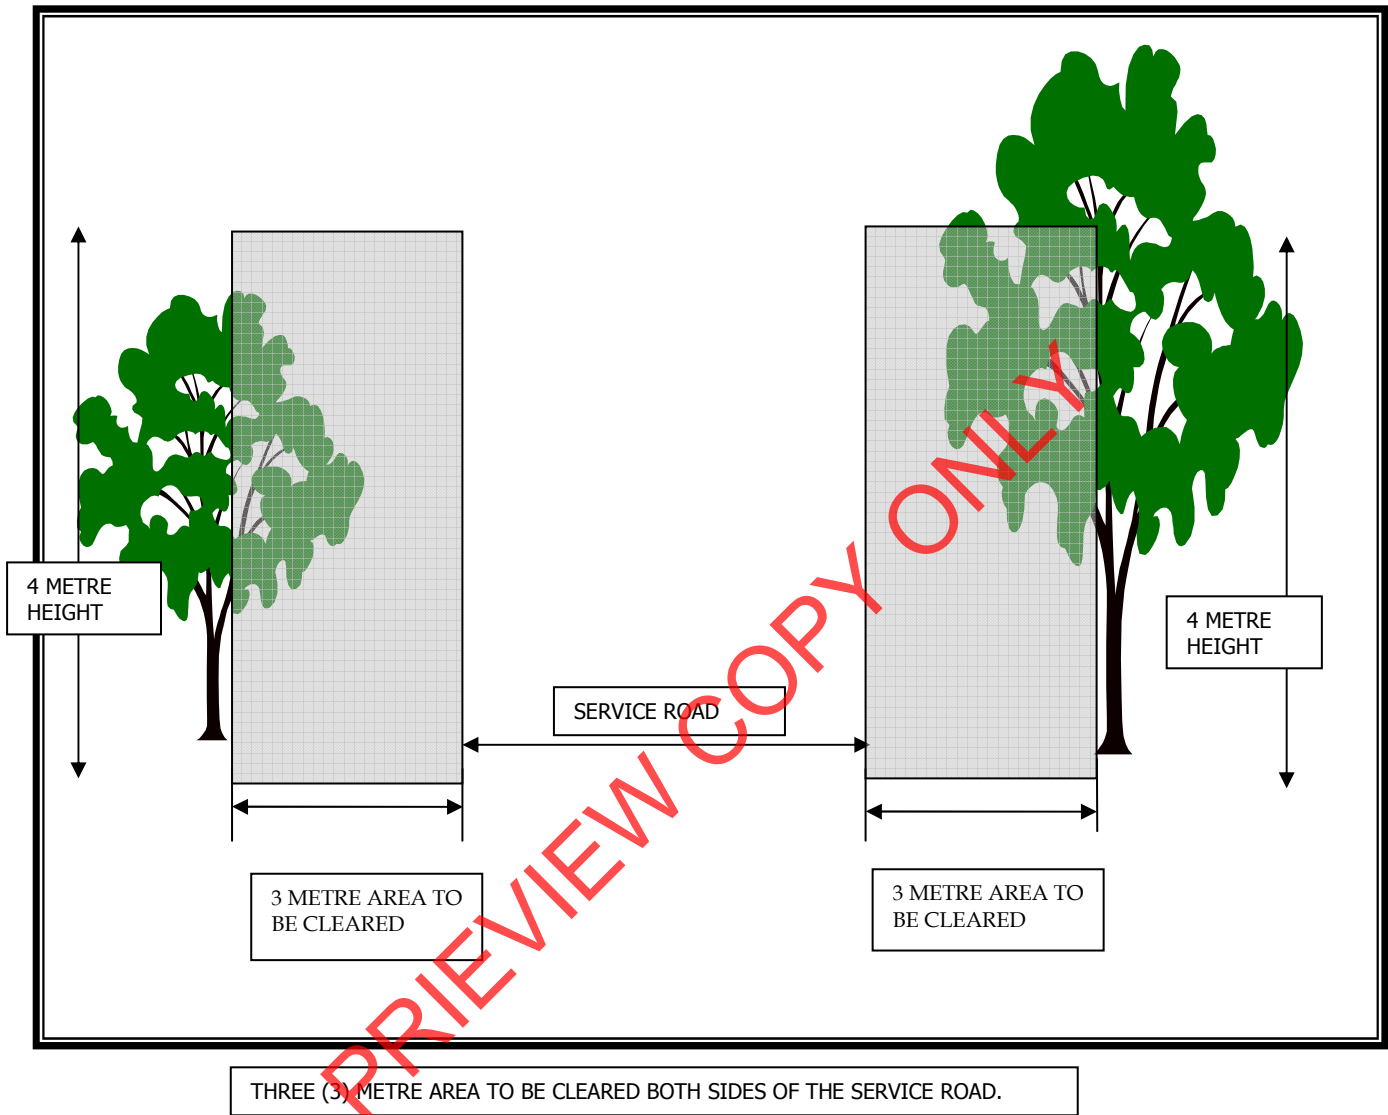 4 METRE
HEIGHT
4 METRE
HEIGHT
SERVICE ROAD
3 METRE AREA TO
BE CLEARED
3 METRE AREA TO
BE CLEARED
PRIEVIEW COPY ONLY
THREE (3) METRE AREA TO BE CLEARED BOTH SIDES OF THE SERVICE ROAD.